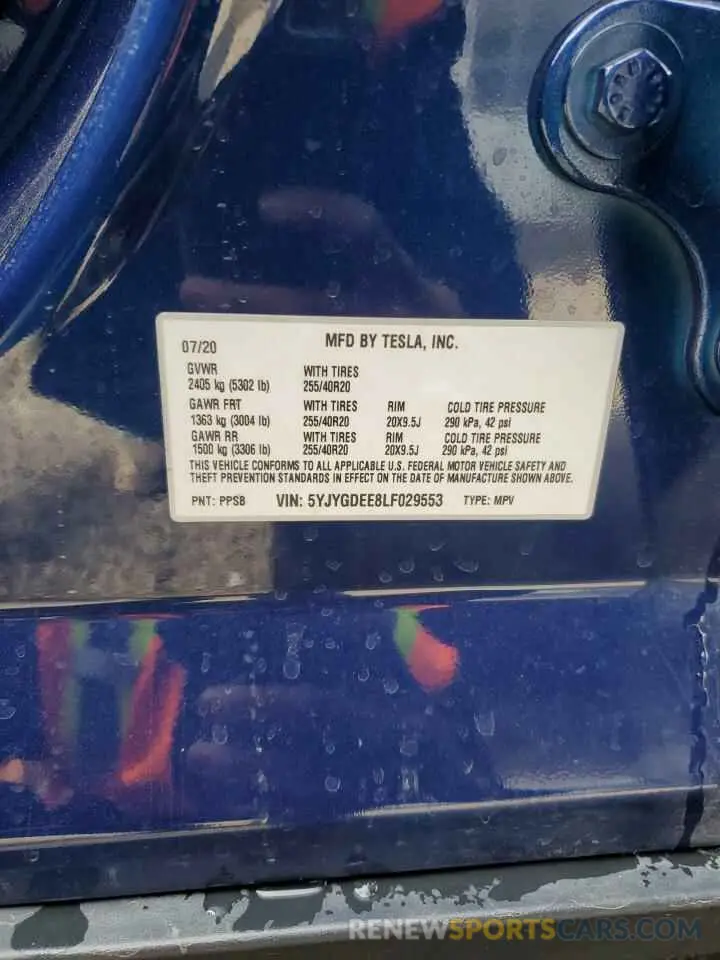 MFD BY TESLA, INC.
07/20
GVWR WITH TIRES
2405 kg (5302 lb) 255/40R20
GAWR FRT WITH TIRES RIM COLD TIRE PRESSURE
1363 kg (3004 lb) 255/40R20 20X9.5J 290 kPa, 42 psi
GAWR RR WITH TIRES RIM COLD TIRE PRESSURE
1500 kg (3306 lb) 255/40R20 20X9.5J 290 kPa, 42 psi
THIS VEHICLE CONFORMS TO ALL APPLICABLE U.S. FEDERAL MOTOR VEHICLE SAFETY AND
THEFT PREVENTION STANDARDS IN EFFECT ON THE DATE OF MANUFACTURE SHOWN ABOVE.
PNT: PPSB VIN: 5YJYGDEE8LF029553 TYPE: MPV
RENEWSPORTSCARS.COM